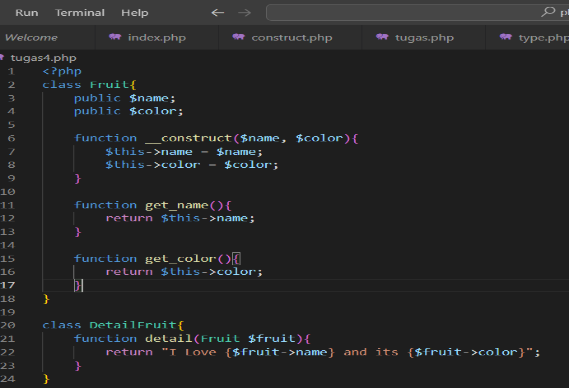 Run Terminal Help ← → p
Welcome index.php construct.php tugas.php type.php
tugas4.php
1 <?php
2 class Fruit{
3 public $name;
4 public $color;
5
6 function __construct($name, $color){
7 $this->name = $name;
8 $this->color = $color;
9 }
10
11 function get_name(){
12 return $this->name;
13 }
14
15 function get_color(){
16 return $this->color;
17 }
18 }
19
20 class DetailFruit{
21 function detail(Fruit $fruit){
22 return "I Love {$fruit->name} and its {$fruit->color}";
23 }
24 }